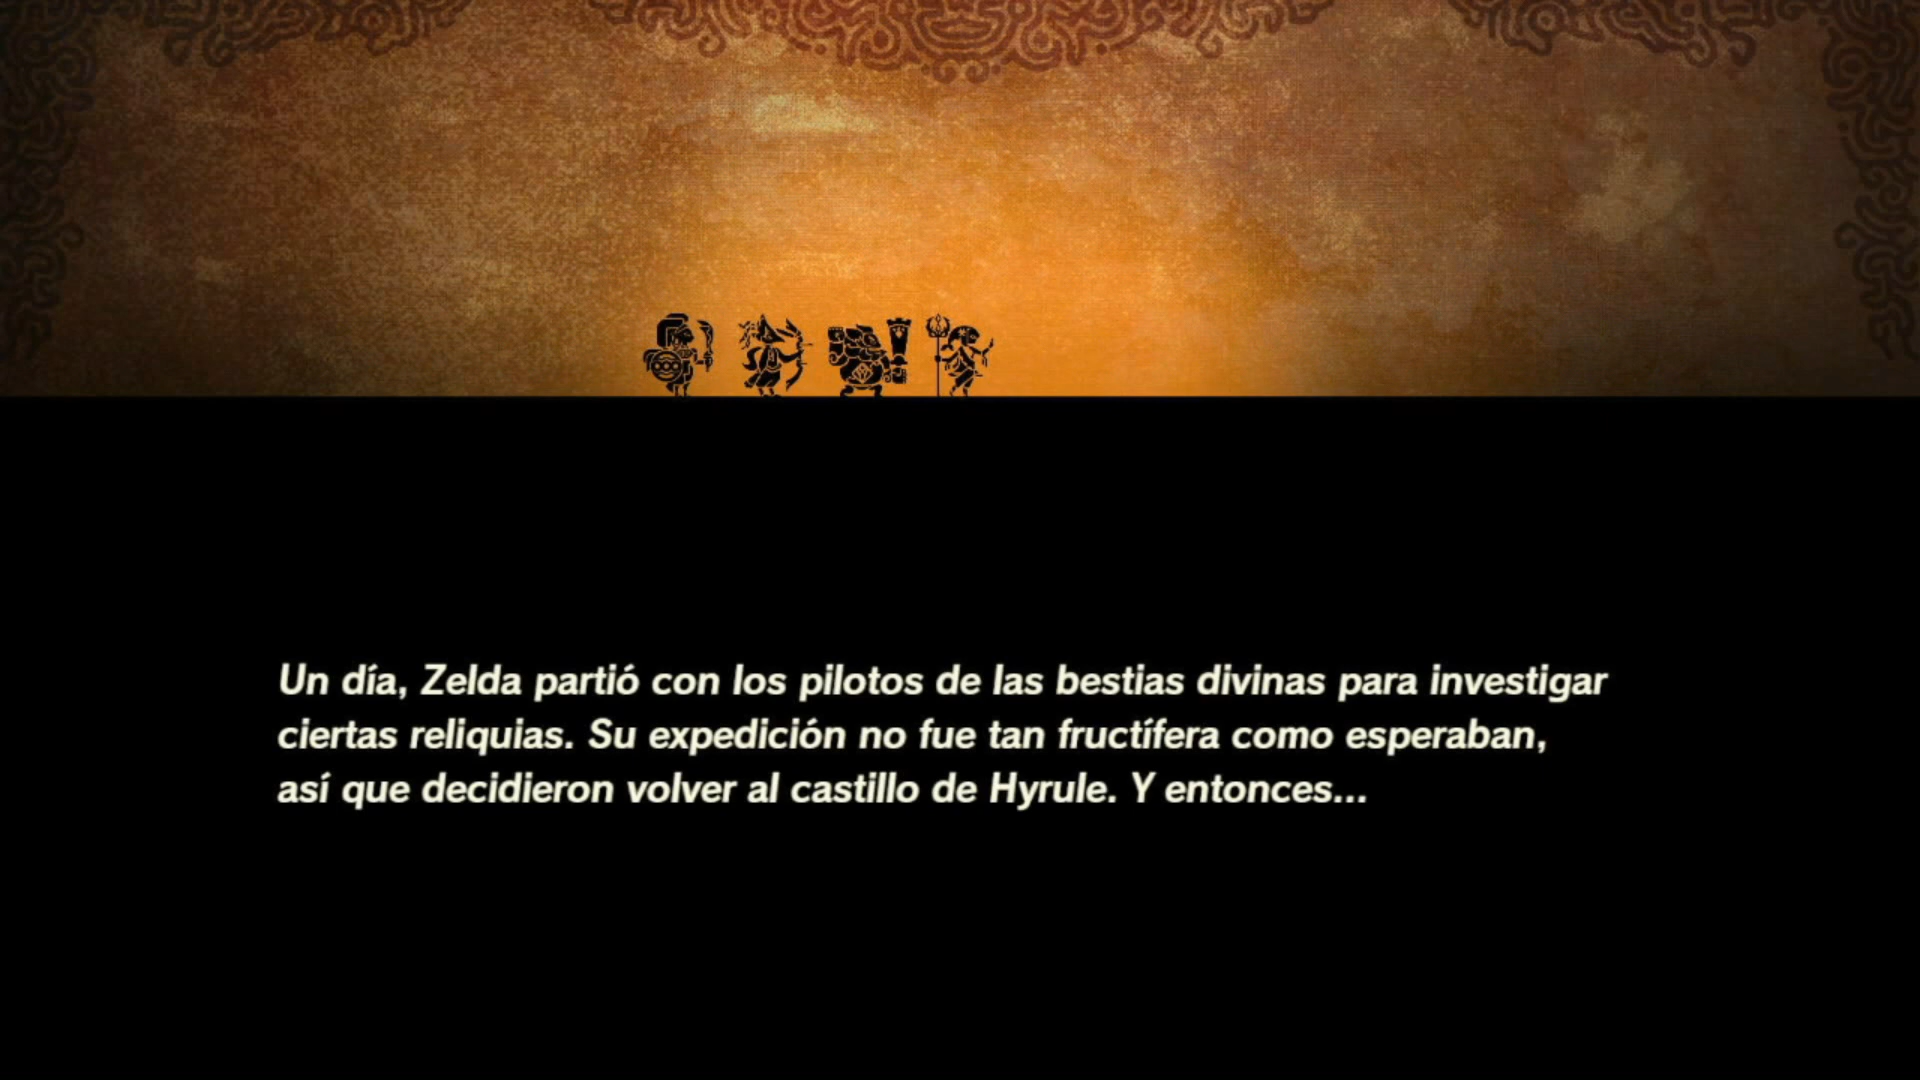 Un día, Zelda partió con los pilotos de las bestias divinas para investigar
ciertas reliquias. Su expedición no fue tan fructífera como esperaban,
así que decidieron volver al castillo de Hyrule. Y entonces...